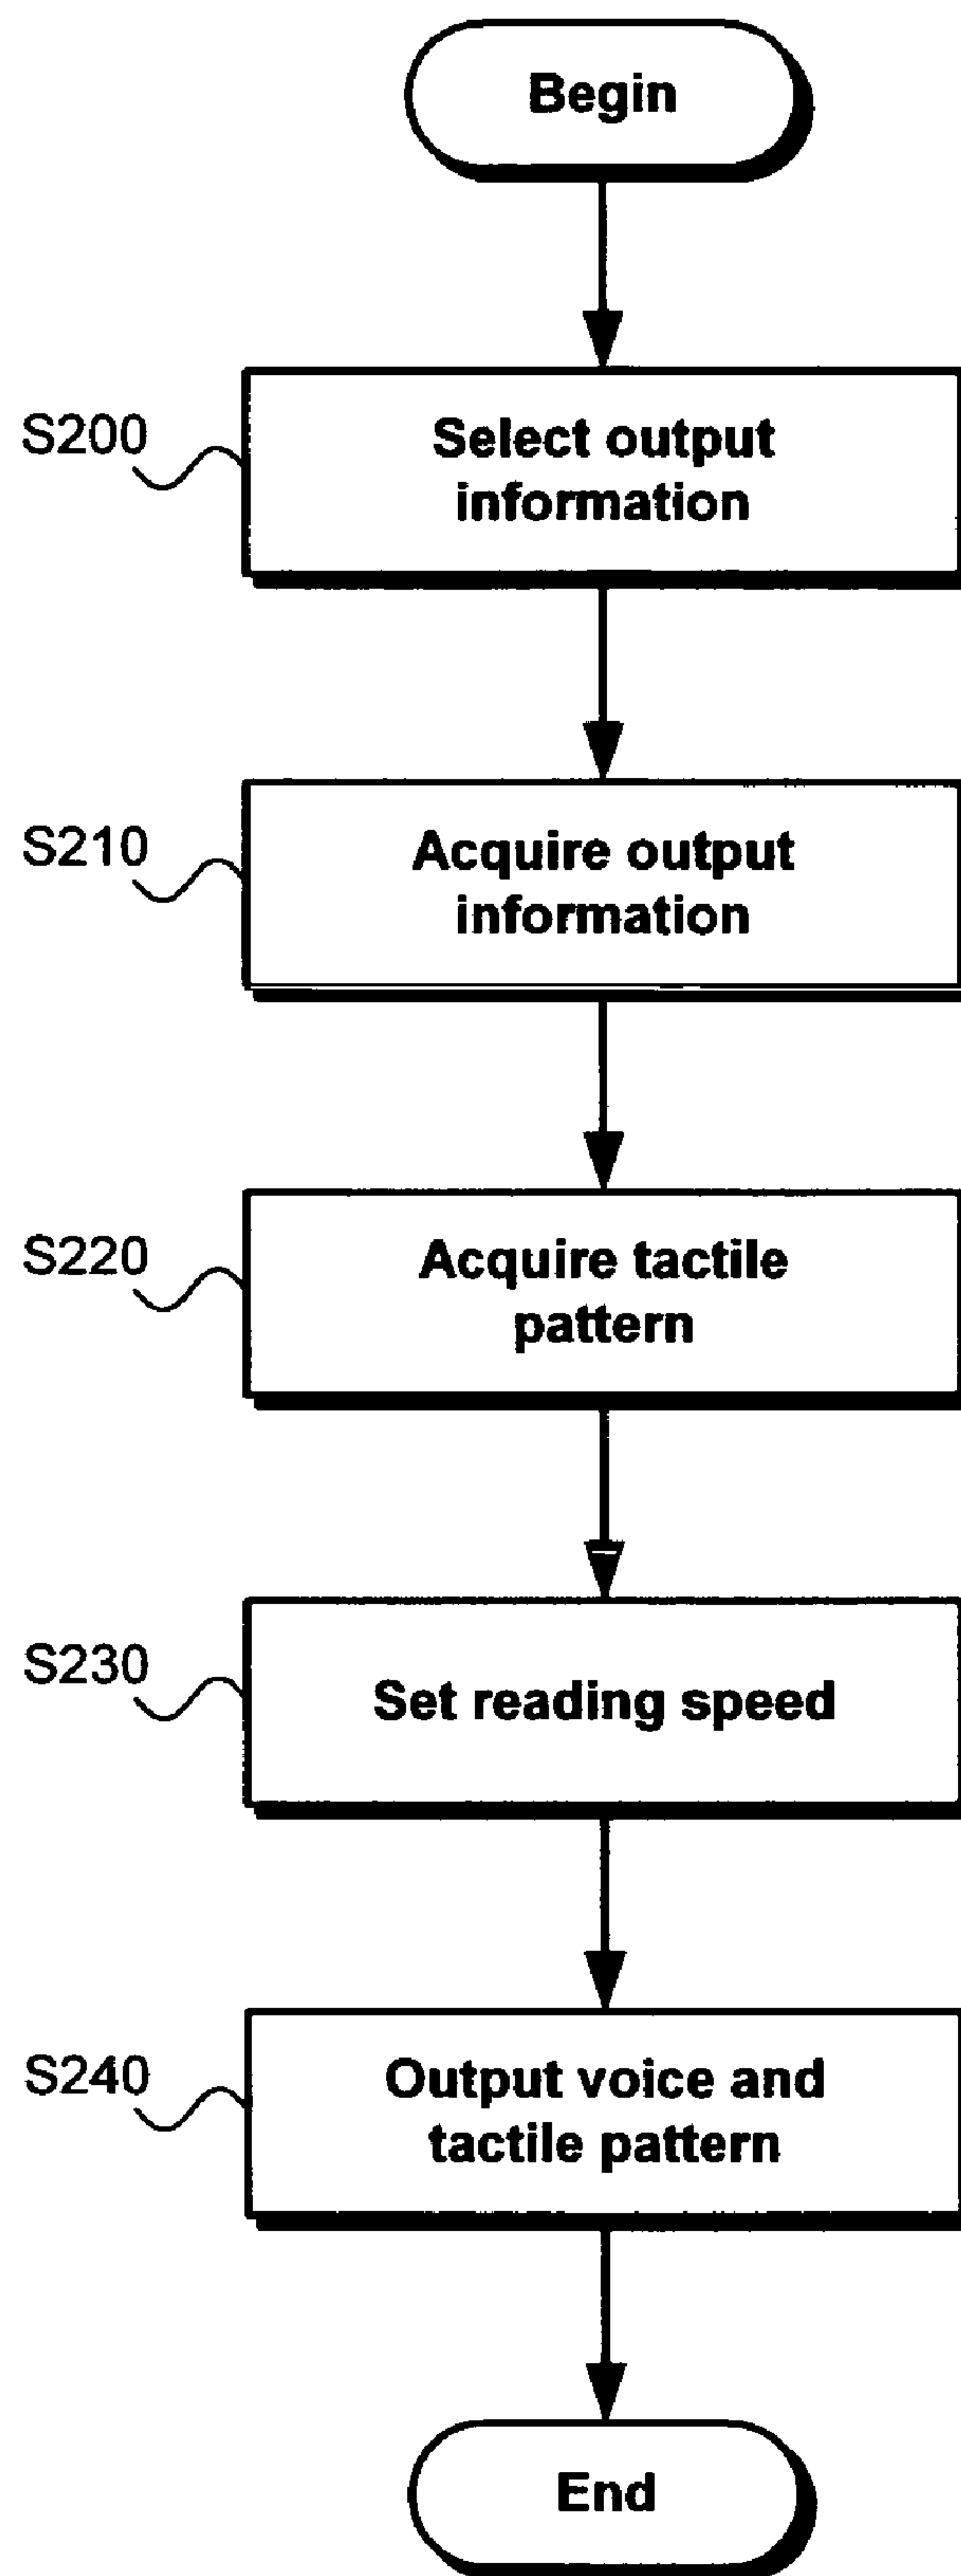 Begin
S200
Select output
information
S210
Acquire output
information
S220
Acquire tactile
pattern
S230
Set reading speed
S240
Output voice and
tactile pattern
End